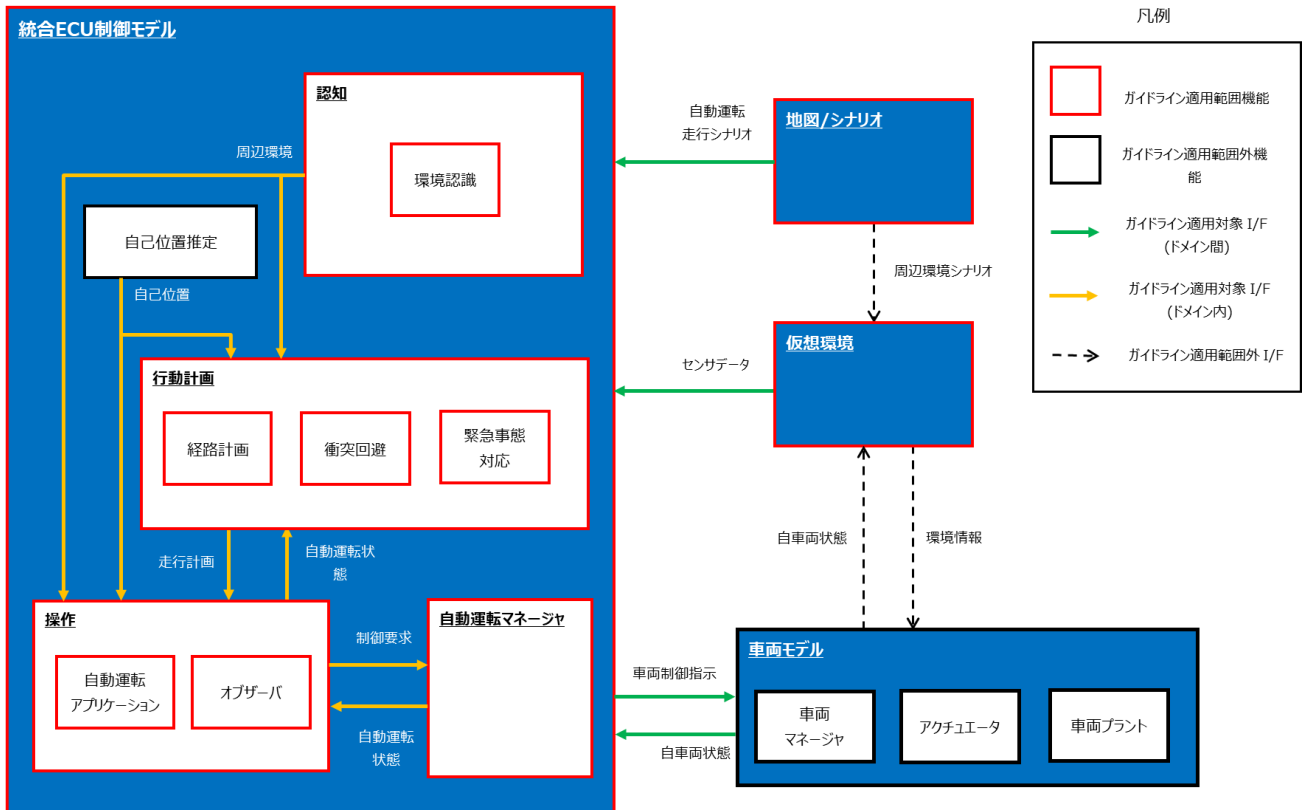 統合ECU制御モデル
認知
環境認識
周辺環境
自己位置推定
自己位置
行動計画
経路計画
衝突回避
緊急事態
対応
走行計画
自動運転状
態
操作
自動運転
アプリケーション
オブザーバ
制御要求
自動運転
状態
自動運転マネージャ
自動運転
走行シナリオ
地図/シナリオ
周辺環境シナリオ
センサデータ
仮想環境
自車両状態
環境情報
車両制御指示
自車両状態
車両モデル
車両
マネージャ
アクチュエータ
車両プラント
凡例
ガイドライン適用範囲機能
ガイドライン適用範囲外機
能
ガイドライン適用対象 I/F
(ドメイン間)
ガイドライン適用対象 I/F
(ドメイン内)
ガイドライン適用範囲外 I/F